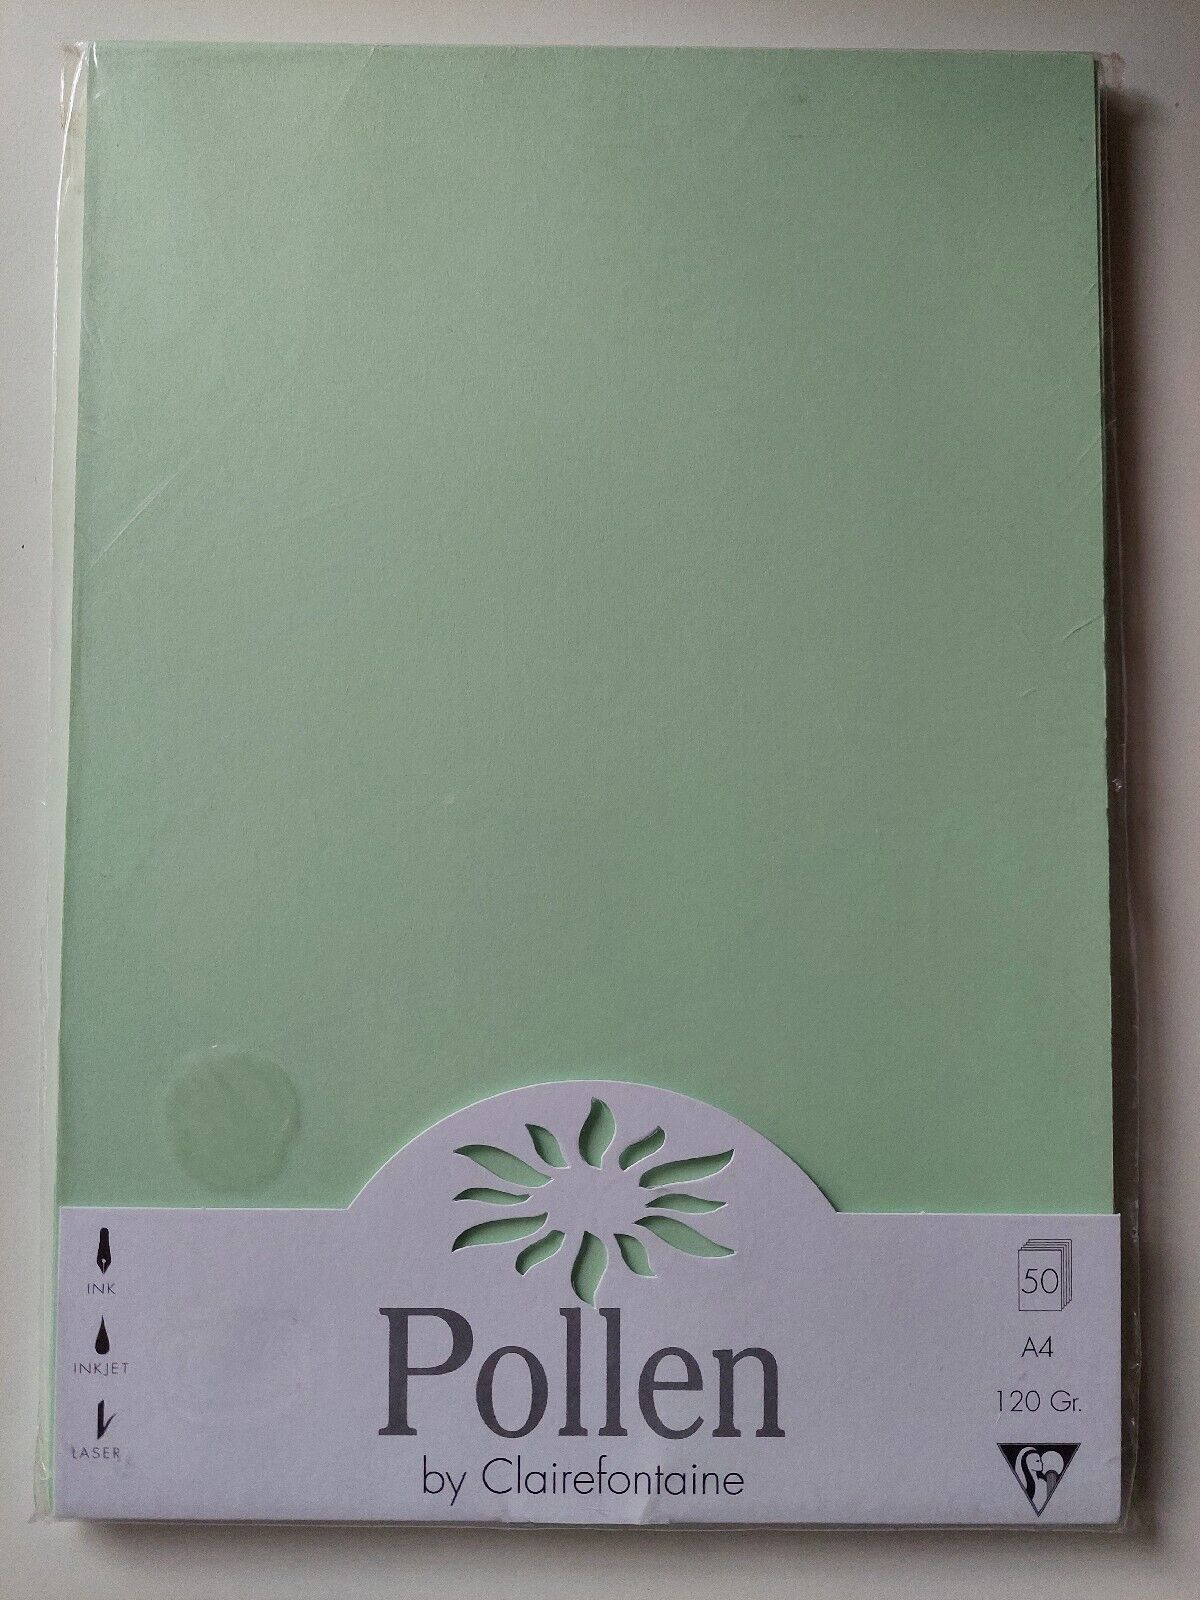 INK
INKJET
LASER
Pollen
by Clairefontaine
50
A4
120 Gr.